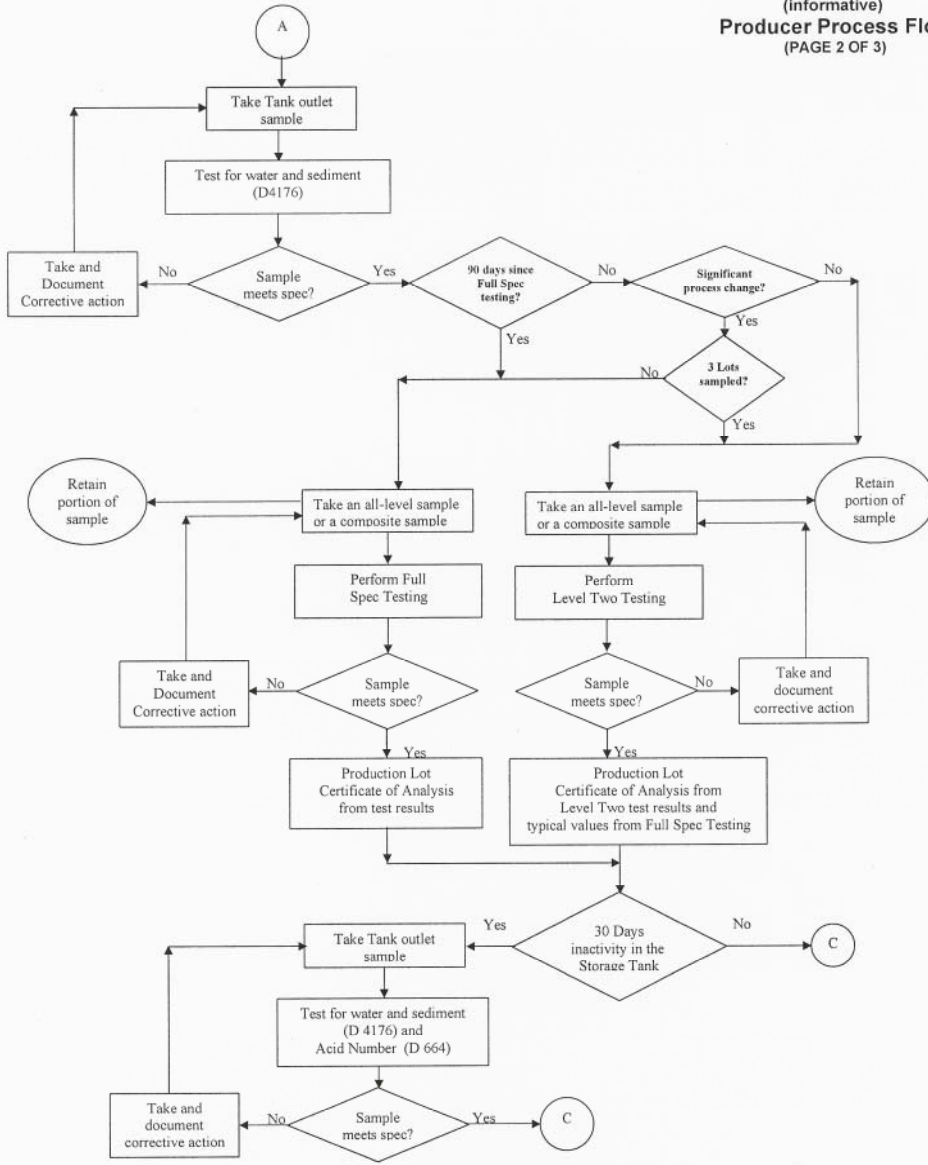 (informative)
Producer Process Flo
(PAGE 2 OF 3)
A
Take Tank outlet
sample
Test for water and sediment
(D4176)
Take and
Document
Corrective action
No
Sample
meets spec?
Yes
90 days since
Full Spec
testing?
No
Significant
process change?
No
Yes
Yes
3 Lots
sampled?
No
Yes
Retain
portion of
sample
Take an all-level sample
or a composite sample
Take an all-level sample
or a composite sample
Retain
portion of
sample
Perform Full
Spec Testing
Perform
Level Two Testing
Take and
Document
Corrective action
No
Sample
meets spec?
Sample
meets spec?
No
Take and
document
corrective action
Yes
Yes
Production Lot
Certificate of Analysis
from test results
Production Lot
Certificate of Analysis from
Level Two test results and
typical values from Full Spec Testing
Take Tank outlet
sample
Yes
30 Days
inactivity in the
Storage Tank
No
C
Test for water and sediment
(D 4176) and
Acid Number (D 664)
Take and
document
corrective action
No
Sample
meets spec?
Yes
C